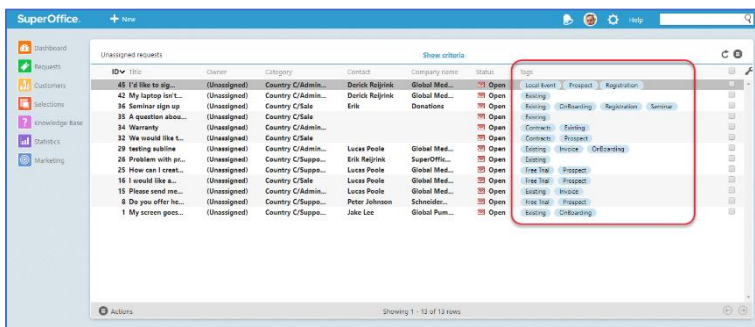 SuperOffice. + New Help
Dashboard
Requests
Customers
Selections
Knowledge Base
Statistics
Marketing
Unassigned requests Show criteria
ID Title Owner Category Contact Company name Status Tags
45 I'd like to sig... (Unassigned) Country C/Admin... Derick Reijrink Global Med... Open Local Event Prospect Registration
42 My laptop isn't... (Unassigned) Country C/Admin... Derick Reijrink Global Med... Open Existing
36 Seminar sign up (Unassigned) Country C/Sale Erik Donations Open Existing OnBoarding Registration Seminar
35 A question abou... (Unassigned) Country C/Sale Open Existing
34 Warranty (Unassigned) Country C/Admin... Open Contracts Existing
32 We would like t... (Unassigned) Country C/Sale Open Contracts Prospect
29 testing subline (Unassigned) Country C/Admin... Lucas Poole Global Med... Open Existing Invoice OnBoarding
26 Problem with pr... (Unassigned) Country C/Suppo... Erik Reijrink SuperOffic... Open Existing
25 How can I creat... (Unassigned) Country C/Suppo... Lucas Poole Global Med... Open Free Trial Prospect
16 I would like a... (Unassigned) Country C/Sale Lucas Poole Global Med... Open Free Trial Prospect
15 Please send me... (Unassigned) Country C/Admin... Lucas Poole Global Med... Open Existing Invoice
8 Do you offer he... (Unassigned) Country C/Suppo... Peter Johnson Schneider... Open Free Trial Prospect
1 My screen goes... (Unassigned) Country C/Suppo... Jake Lee Global Pum... Open Existing OnBoarding
Actions Showing 1 - 13 of 13 rows